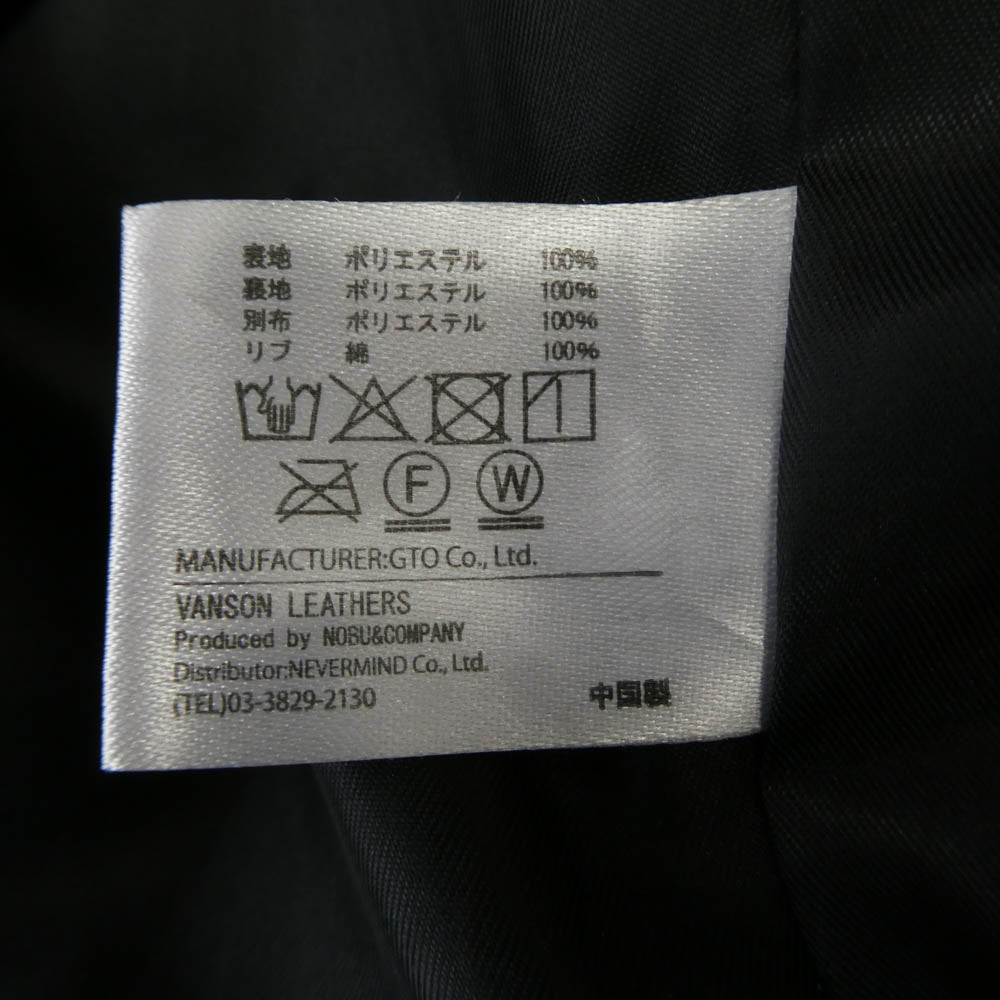 表地 ポリエステル 100%
裏地 ポリエステル 100%
別布 ポリエステル 100%
リブ 綿 100%
F W
MANUFACTURER:GTO Co., Ltd.
VANSON LEATHERS
Produced by NOBU&COMPANY
Distributor:NEVERMIND Co., Ltd.
(TEL)03-3829-2130
中国製